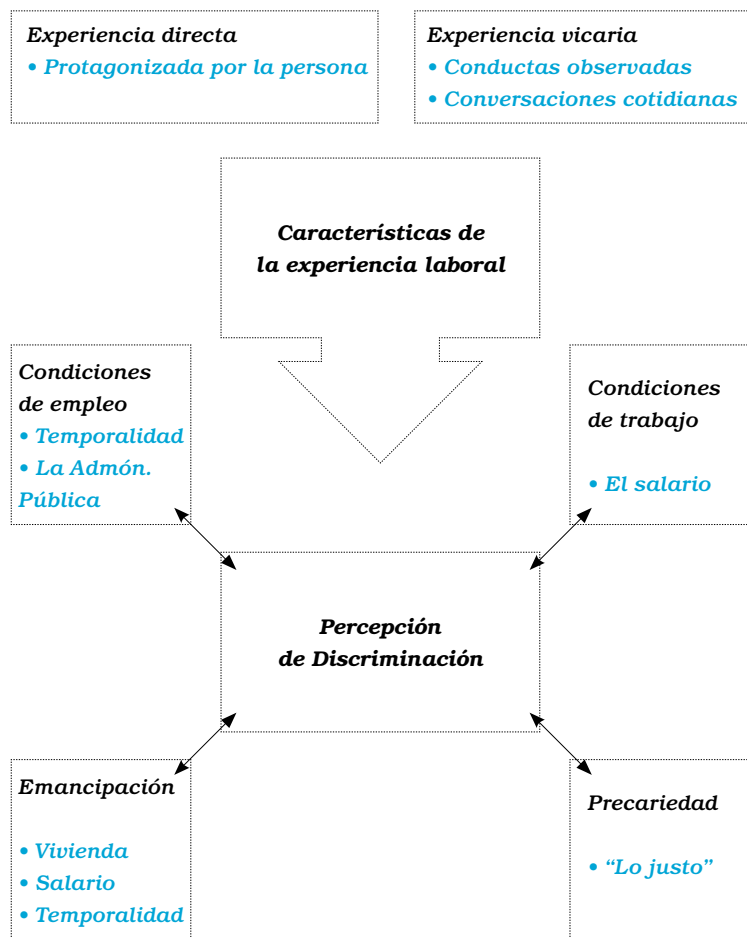 Experiencia directa
• Protagonizada por la persona
Experiencia vicaria
• Conductas observadas
• Conversaciones cotidianas
Características de
la experiencia laboral
Condiciones
de empleo
• Temporalidad
• La Admón.
Pública
Condiciones
de trabajo
• El salario
Percepción
de Discriminación
Emancipación
• Vivienda
• Salario
• Temporalidad
Precariedad
• “Lo justo”